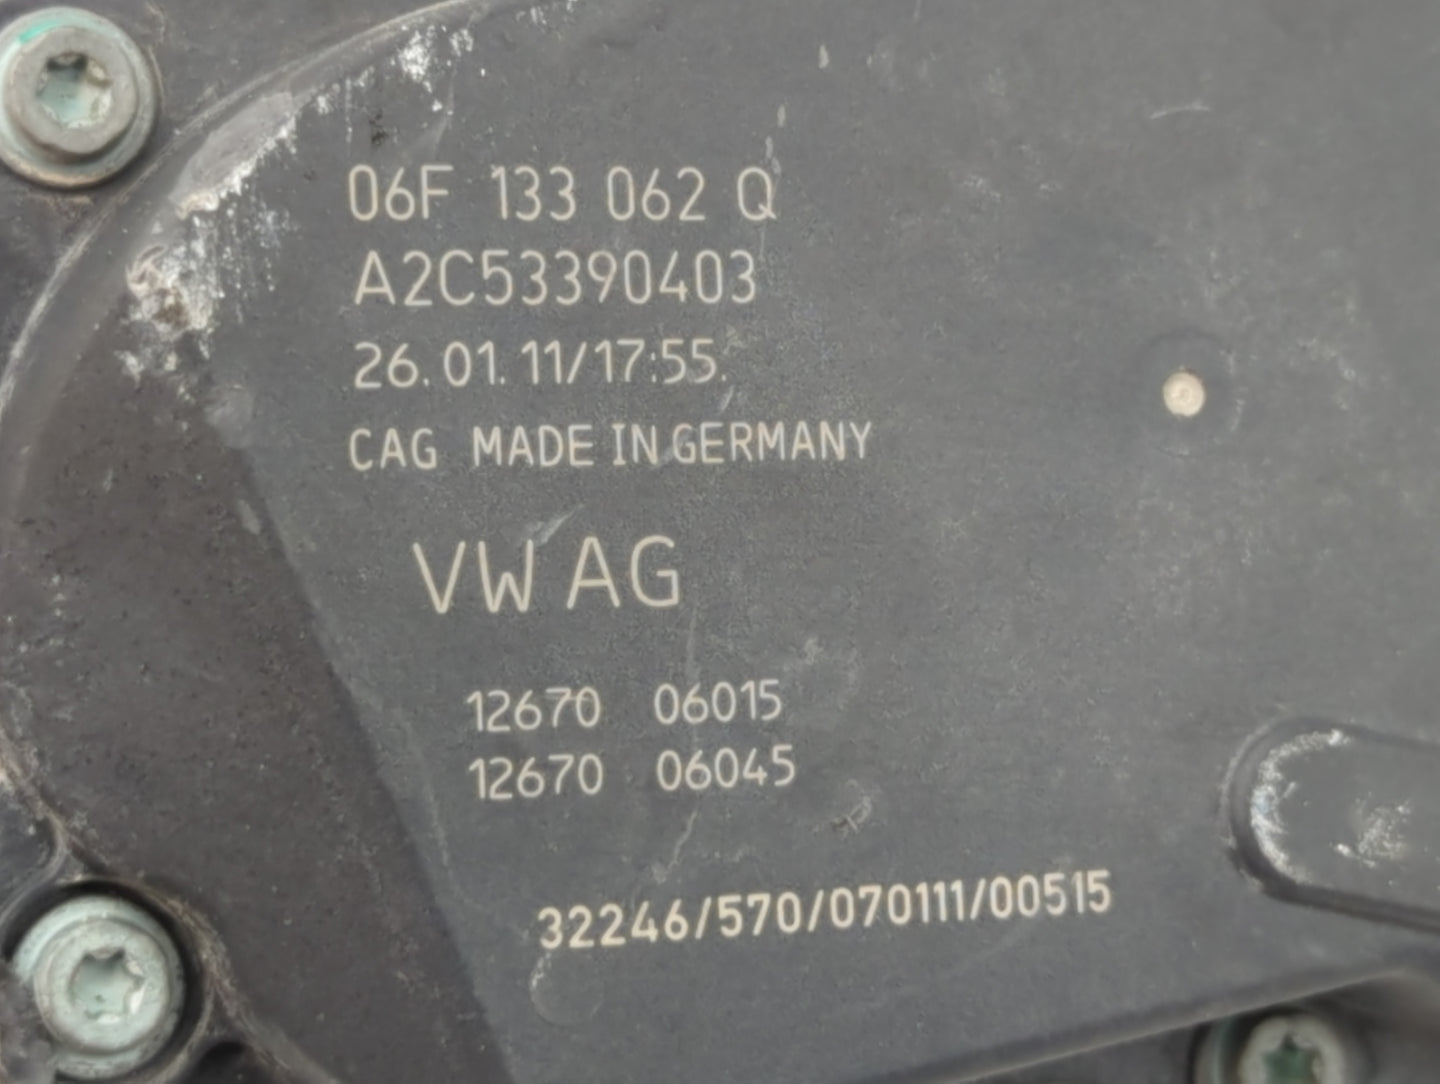 06F 133 062 Q
A2C53390403
26.01.11/17:55.
CAG MADE IN GERMANY
VW AG
12670 06015
12670 06045
32246/570/070111/00515